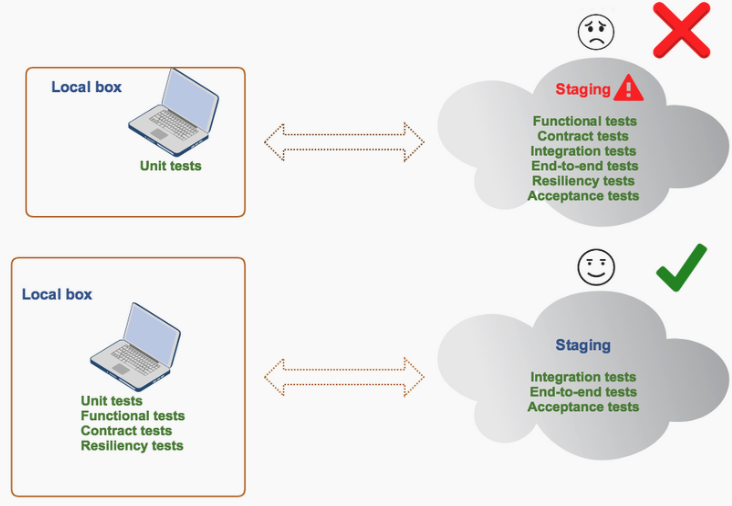 Local box
Unit tests
Staging
Functional tests
Contract tests
Integration tests
End-to-end tests
Resiliency tests
Acceptance tests
Local box
Unit tests
Functional tests
Contract tests
Resiliency tests
Staging
Integration tests
End-to-end tests
Acceptance tests